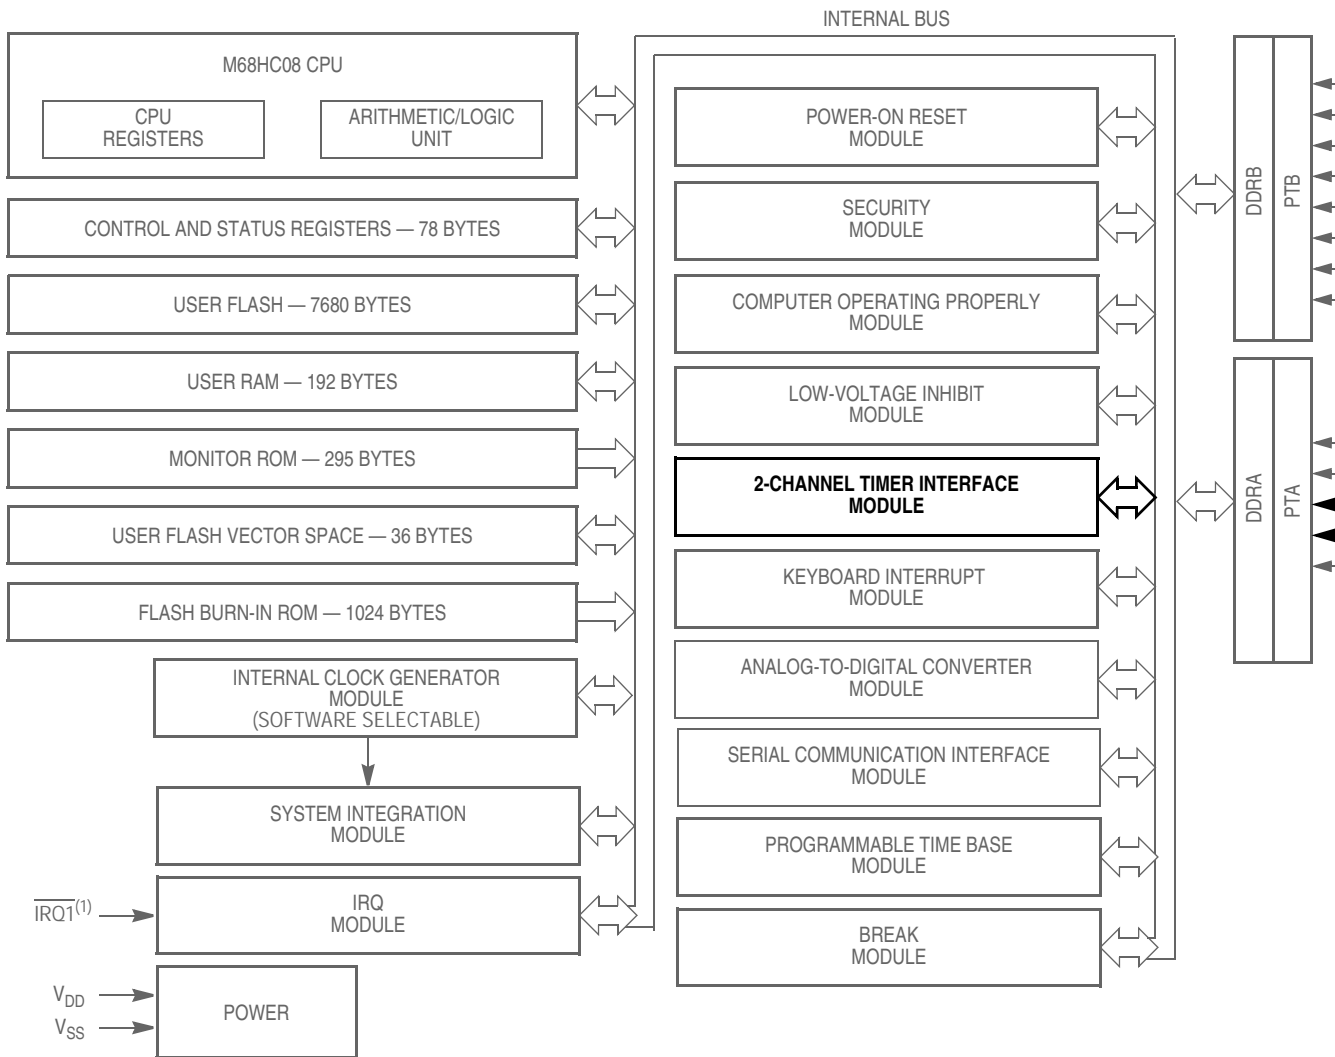 INTERNAL BUS
M68HC08 CPU
CPU
REGISTERS
ARITHMETIC/LOGIC
UNIT
CONTROL AND STATUS REGISTERS — 78 BYTES
USER FLASH — 7680 BYTES
USER RAM — 192 BYTES
MONITOR ROM — 295 BYTES
USER FLASH VECTOR SPACE — 36 BYTES
FLASH BURN-IN ROM — 1024 BYTES
INTERNAL CLOCK GENERATOR
MODULE
(SOFTWARE SELECTABLE)
SYSTEM INTEGRATION
MODULE
IRQ1(1)
IRQ
MODULE
VDD
VSS
POWER
POWER-ON RESET
MODULE
SECURITY
MODULE
COMPUTER OPERATING PROPERLY
MODULE
LOW-VOLTAGE INHIBIT
MODULE
2-CHANNEL TIMER INTERFACE
MODULE
KEYBOARD INTERRUPT
MODULE
ANALOG-TO-DIGITAL CONVERTER
MODULE
SERIAL COMMUNICATION INTERFACE
MODULE
PROGRAMMABLE TIME BASE
MODULE
BREAK
MODULE
DDRB
PTB
DDRA
PTA